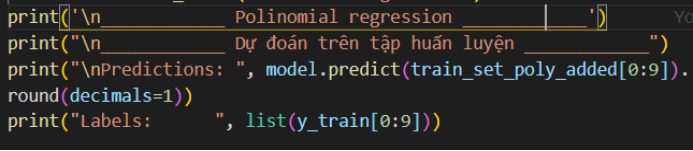 print('\n____________ Polinomial regression ____________')
print("\n____________ Dự đoán trên tập huấn luyện ____________")
print("\nPredictions: ", model.predict(train_set_poly_added[0:9]).
round(decimals=1))
print("Labels:      ", list(y_train[0:9]))